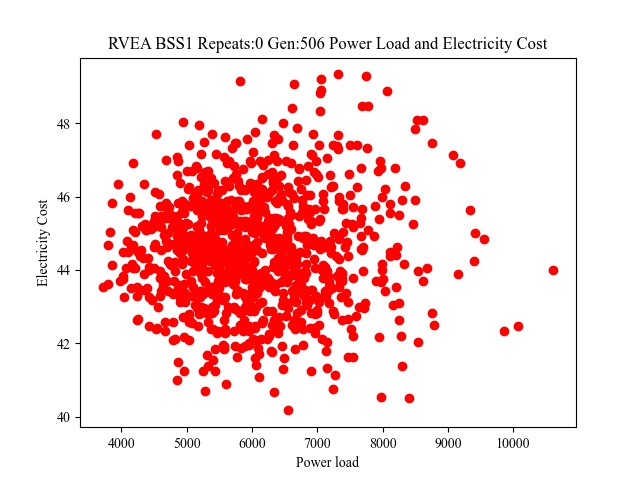 RVEA BSS1 Repeats:0 Gen:506 Power Load and Electricity Cost
48
46
44
42
40
Electricity Cost
4000 5000 6000 7000 8000 9000 10000
Power load